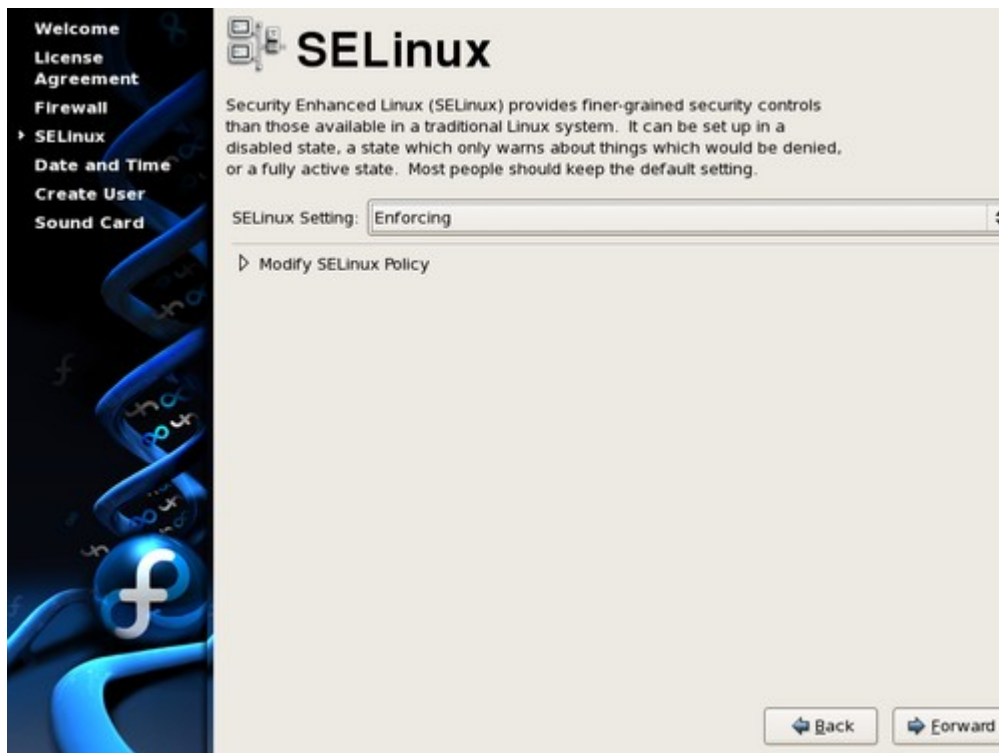 Welcome
License
Agreement
Firewall
SELinux
Date and Time
Create User
Sound Card
SELinux
Security Enhanced Linux (SELinux) provides finer-grained security controls
than those available in a traditional Linux system. It can be set up in a
disabled state, a state which only warns about things which would be denied,
or a fully active state. Most people should keep the default setting.
SELinux Setting: Enforcing
Modify SELinux Policy
Back
Forward